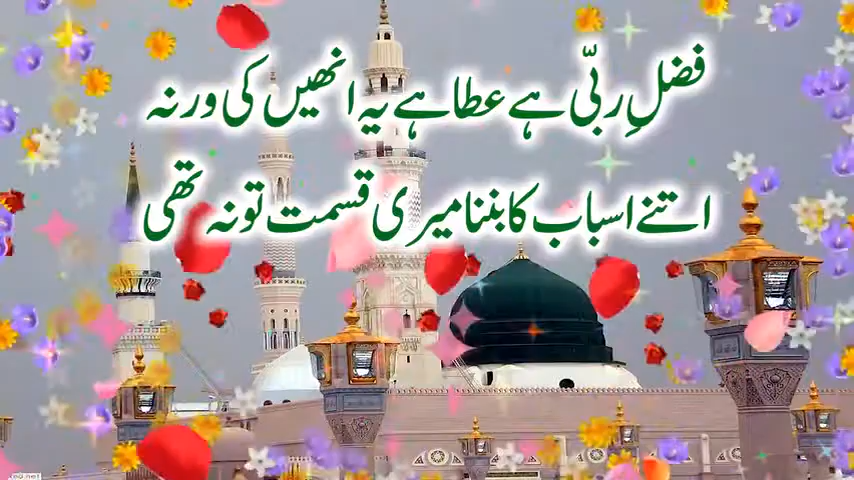 فضلِ ربّی ہے عطا ہے یہ انھیں کی ورنہ
اتنے اسباب کا بننا میری قسمت تو نہ تھی